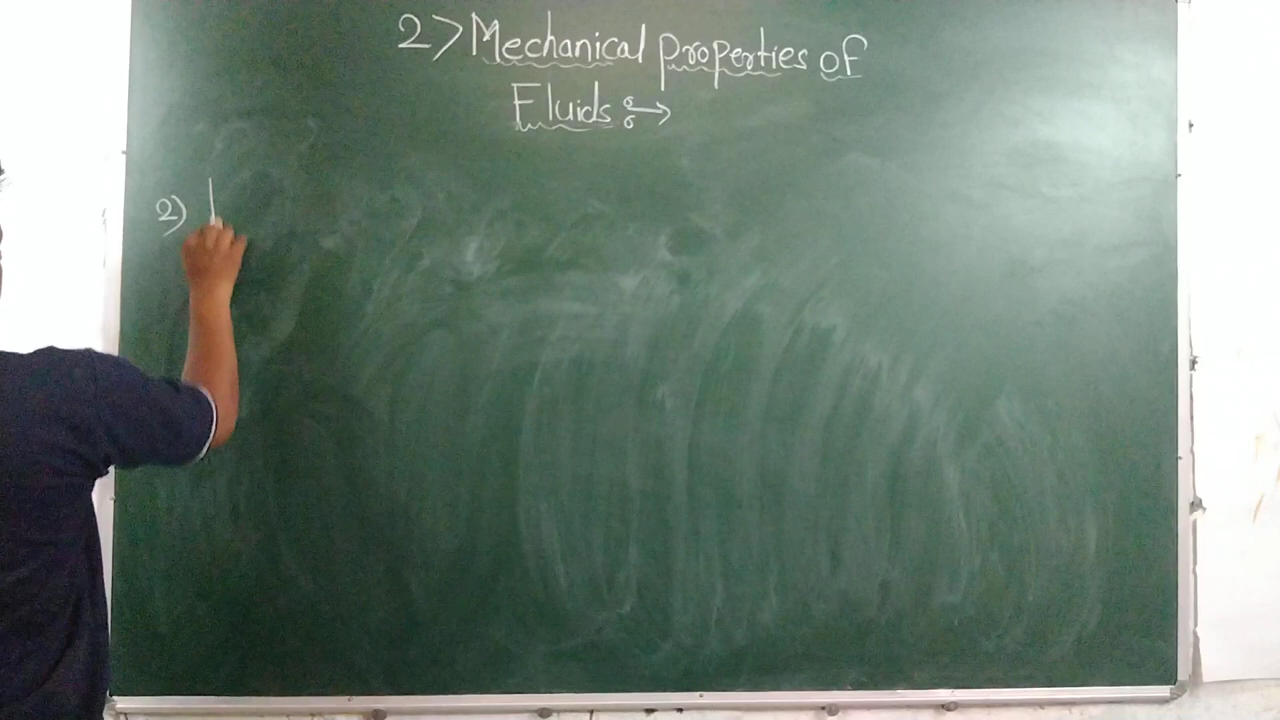 2> Mechanical properties of
Fluids :→
2)